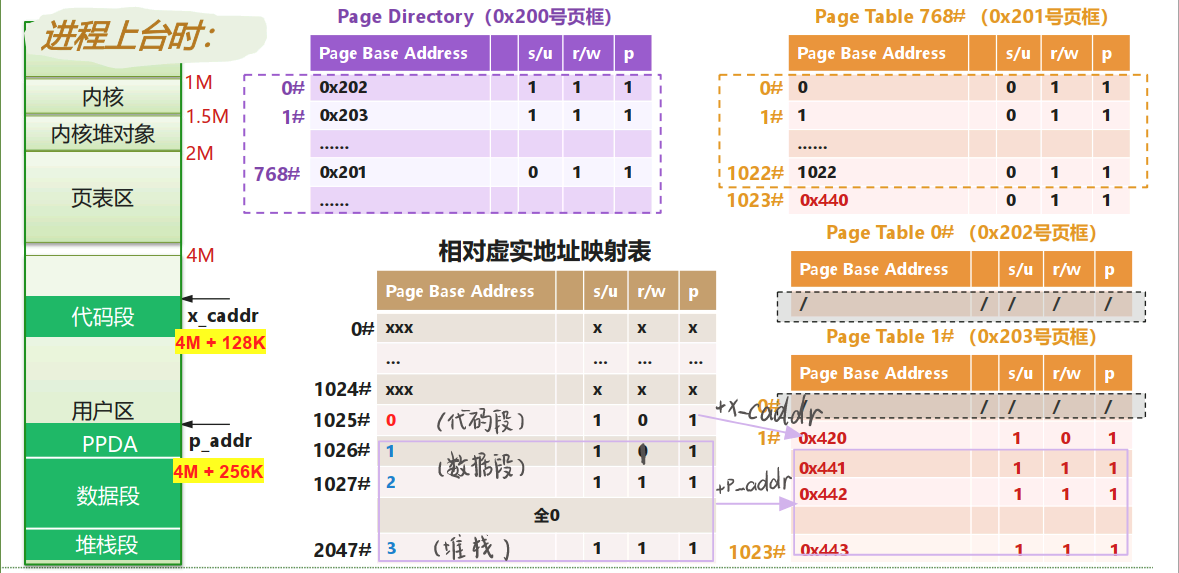 进程上台时：
1M
内核
1.5M
内核堆对象
2M
页表区
4M
代码段
x_caddr
4M + 128K
用户区
PPDA
p_addr
4M + 256K
数据段
堆栈段
Page Directory（0x200号页框）
Page Base Address s/u r/w p
0# 0x202 1 1 1
1# 0x203 1 1 1
......
768# 0x201 0 1 1
......
Page Table 768#（0x201号页框）
Page Base Address s/u r/w p
0# 0 0 1 1
1# 1 0 1 1
......
1022# 1022 0 1 1
1023# 0x440 0 1 1
相对虚实地址映射表
Page Base Address s/u r/w p
0# xxx x x x
... ... ... ...
1024# xxx x x x
1025# 0 (代码段) 1 0 1
1026# 1 1 1
(数据段)
1027# 2 1 1 1
全0
2047# 3 (堆栈) 1 1 1
+x-caddr
+p-addr
Page Table 0#（0x202号页框）
Page Base Address s/u r/w p
/ / / / /
Page Table 1#（0x203号页框）
Page Base Address s/u r/w p
0# / / / / /
1# 0x420 1 0 1
0x441 1 1 1
0x442 1 1 1
1023# 0x443 1 1 1